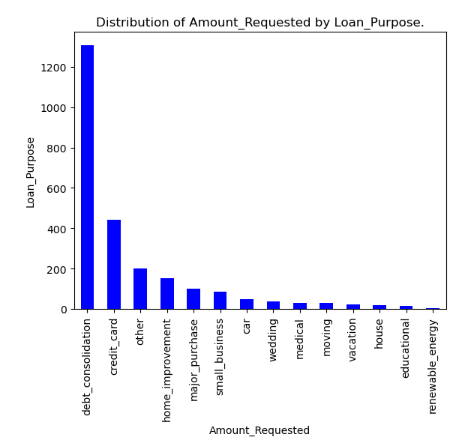 Distribution of Amount_Requested by Loan_Purpose.
1200
1000
800
600
400
200
0
Loan_Purpose
debt_consolidation
credit_card
other
home_improvement
major_purchase
small_business
car
wedding
medical
moving
vacation
house
educational
renewable_energy
Amount_Requested